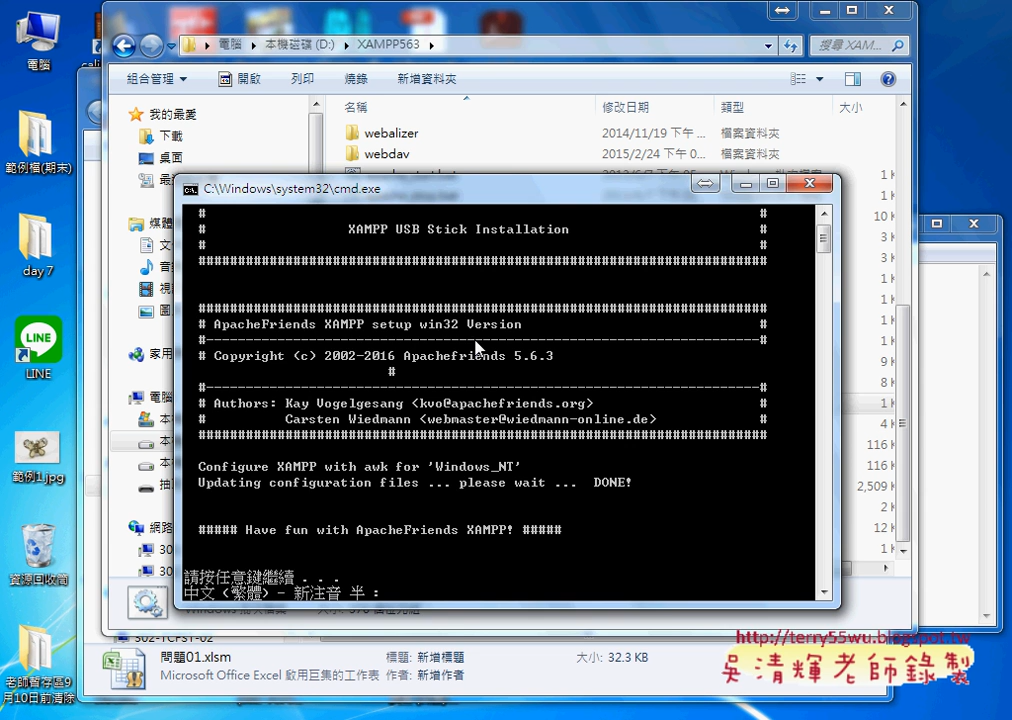 電腦 ▸ 本機磁碟 (D:) ▸ XAMPP563 ▸
搜尋 XAM...
組合管理 ▾ 開啟 列印 燒錄 新增資料夾
我的最愛
下載
桌面
名稱 修改日期 類型 大小
webalizer 2014/11/19 下午 ... 檔案資料夾
webdav 2015/2/24 下午 0... 檔案資料夾
C:\Windows\system32\cmd.exe
# #
# XAMPP USB Stick Installation #
# #
########################################################################
########################################################################
# ApacheFriends XAMPP setup win32 Version #
#----------------------------------------------------------------------#
# Copyright (c) 2002-2016 Apachefriends 5.6.3
#
#----------------------------------------------------------------------#
# Authors: Kay Vogelgesang <kvo@apachefriends.org> #
# Carsten Wiedmann <webmaster@wiedmann-online.de> #
########################################################################
Configure XAMPP with awk for 'Windows_NT'
Updating configuration files ... please wait ... DONE!
##### Have fun with ApacheFriends XAMPP! #####
請按任意鍵繼續 . . .
中文 (繁體) - 新注音 半 :
電腦
範例檔(期末)
day 7
LINE
範例1.jpg
資源回收筒
老師暫存區9
月10日前清除
116 K
116 K
2,509 K
302-TCFST-02
問題01.xlsm 標題: 新增標題 大小: 32.3 KB
Microsoft Office Excel 啟用巨集的工作表 作者: 新增作者
http://terry55wu.blogspot.tw
吳清輝老師錄製